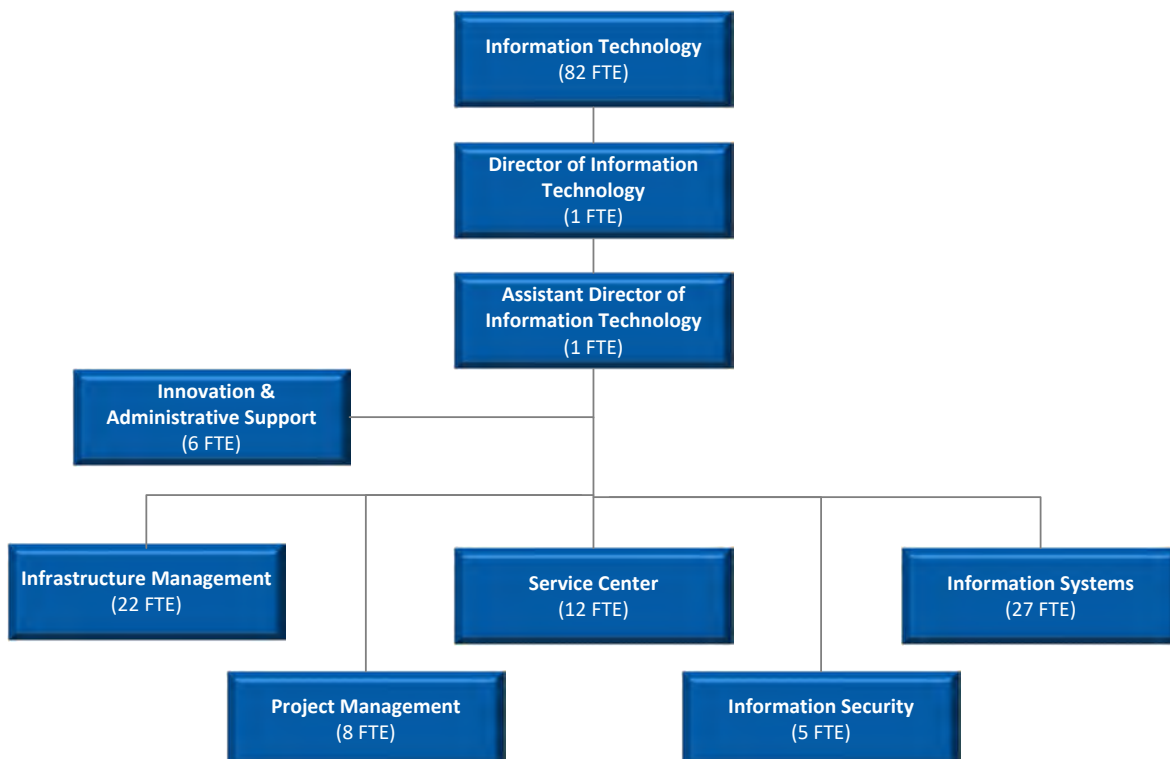 Information Technology
(82 FTE)
Director of Information
Technology
(1 FTE)
Assistant Director of
Information Technology
(1 FTE)
Innovation &
Administrative Support
(6 FTE)
Infrastructure Management
(22 FTE)
Service Center
(12 FTE)
Information Systems
(27 FTE)
Project Management
(8 FTE)
Information Security
(5 FTE)